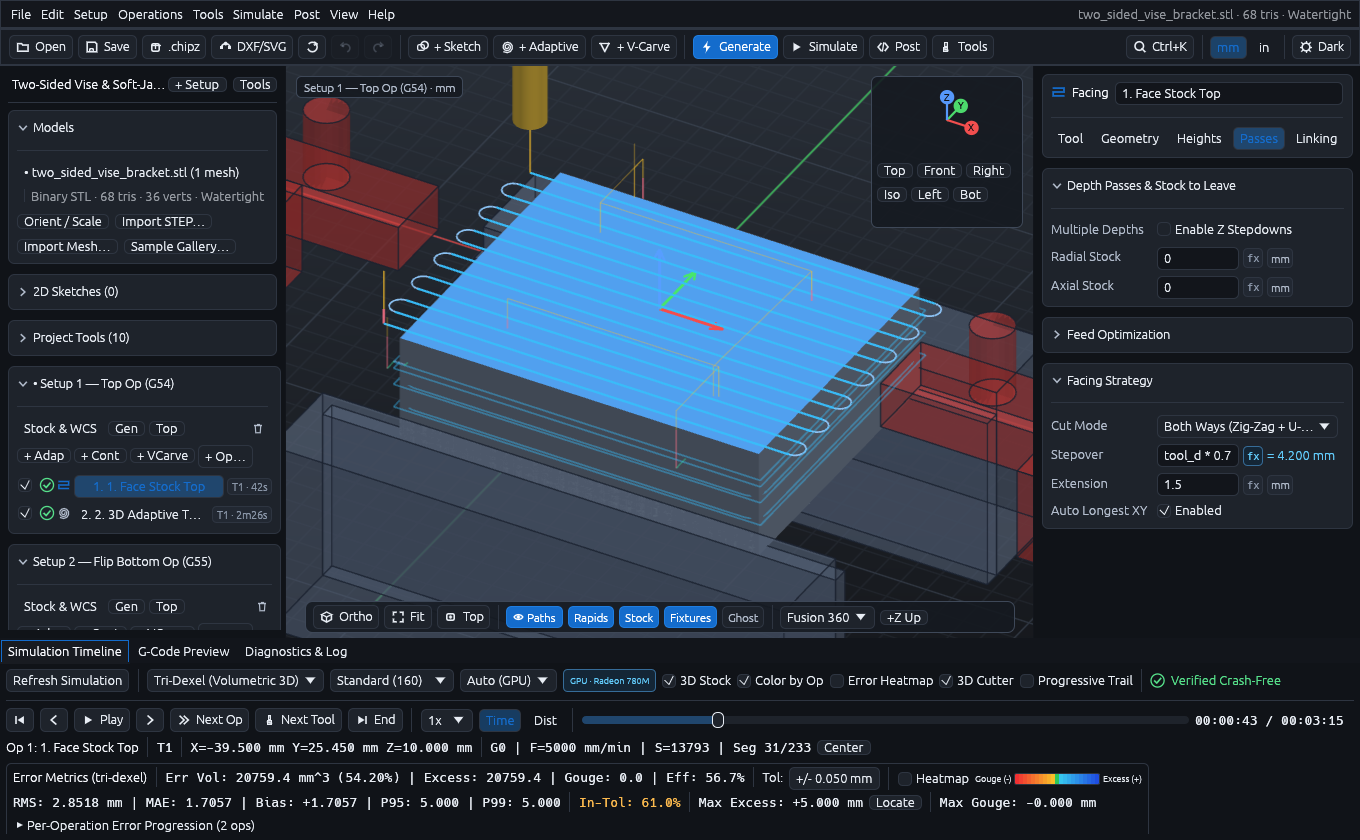 File Edit Setup Operations Tools Simulate Post View Help two_sided_vise_bracket.stl · 68 tris · Watertight
Open Save .chipz DXF/SVG + Sketch + Adaptive + V-Carve Generate Simulate Post Tools Ctrl+K mm in Dark
Two-Sided Vise & Soft-Ja… + Setup Tools
Models
• two_sided_vise_bracket.stl (1 mesh)
Binary STL · 68 tris · 36 verts · Watertight
Orient / Scale Import STEP…
Import Mesh… Sample Gallery…
2D Sketches (0)
Project Tools (10)
• Setup 1 — Top Op (G54)
Stock & WCS Gen Top
+ Adap + Cont + VCarve + Op…
1. 1. Face Stock Top T1 · 42s
2. 2. 3D Adaptive T… T1 · 2m26s
Setup 2 — Flip Bottom Op (G55)
Stock & WCS Gen Top
Setup 1 — Top Op (G54) · mm
Z Y X
Top Front Right
Iso Left Bot
Ortho Fit Top Paths Rapids Stock Fixtures Ghost Fusion 360 +Z Up
Facing 1. Face Stock Top
Tool Geometry Heights Passes Linking
Depth Passes & Stock to Leave
Multiple Depths Enable Z Stepdowns
Radial Stock 0 fx mm
Axial Stock 0 fx mm
Feed Optimization
Facing Strategy
Cut Mode Both Ways (Zig-Zag + U-…
Stepover tool_d * 0.7 fx = 4.200 mm
Extension 1.5 fx mm
Auto Longest XY Enabled
Simulation Timeline G-Code Preview Diagnostics & Log
Refresh Simulation Tri-Dexel (Volumetric 3D) Standard (160) Auto (GPU) GPU · Radeon 780M 3D Stock Color by Op Error Heatmap 3D Cutter Progressive Trail Verified Crash-Free
Play Next Op Next Tool End 1x Time Dist 00:00:43 / 00:03:15
Op 1: 1. Face Stock Top T1 X=-39.500 mm Y=25.450 mm Z=10.000 mm G0 | F=5000 mm/min | S=13793 | Seg 31/233 Center
Error Metrics (tri-dexel) Err Vol: 20759.4 mm^3 (54.20%) | Excess: 20759.4 | Gouge: 0.0 | Eff: 56.7% Tol: +/- 0.050 mm Heatmap Gouge (-) Excess (+)
RMS: 2.8518 mm | MAE: 1.7057 | Bias: +1.7057 | P95: 5.000 | P99: 5.000 In-Tol: 61.0% Max Excess: +5.000 mm Locate Max Gouge: -0.000 mm
Per-Operation Error Progression (2 ops)